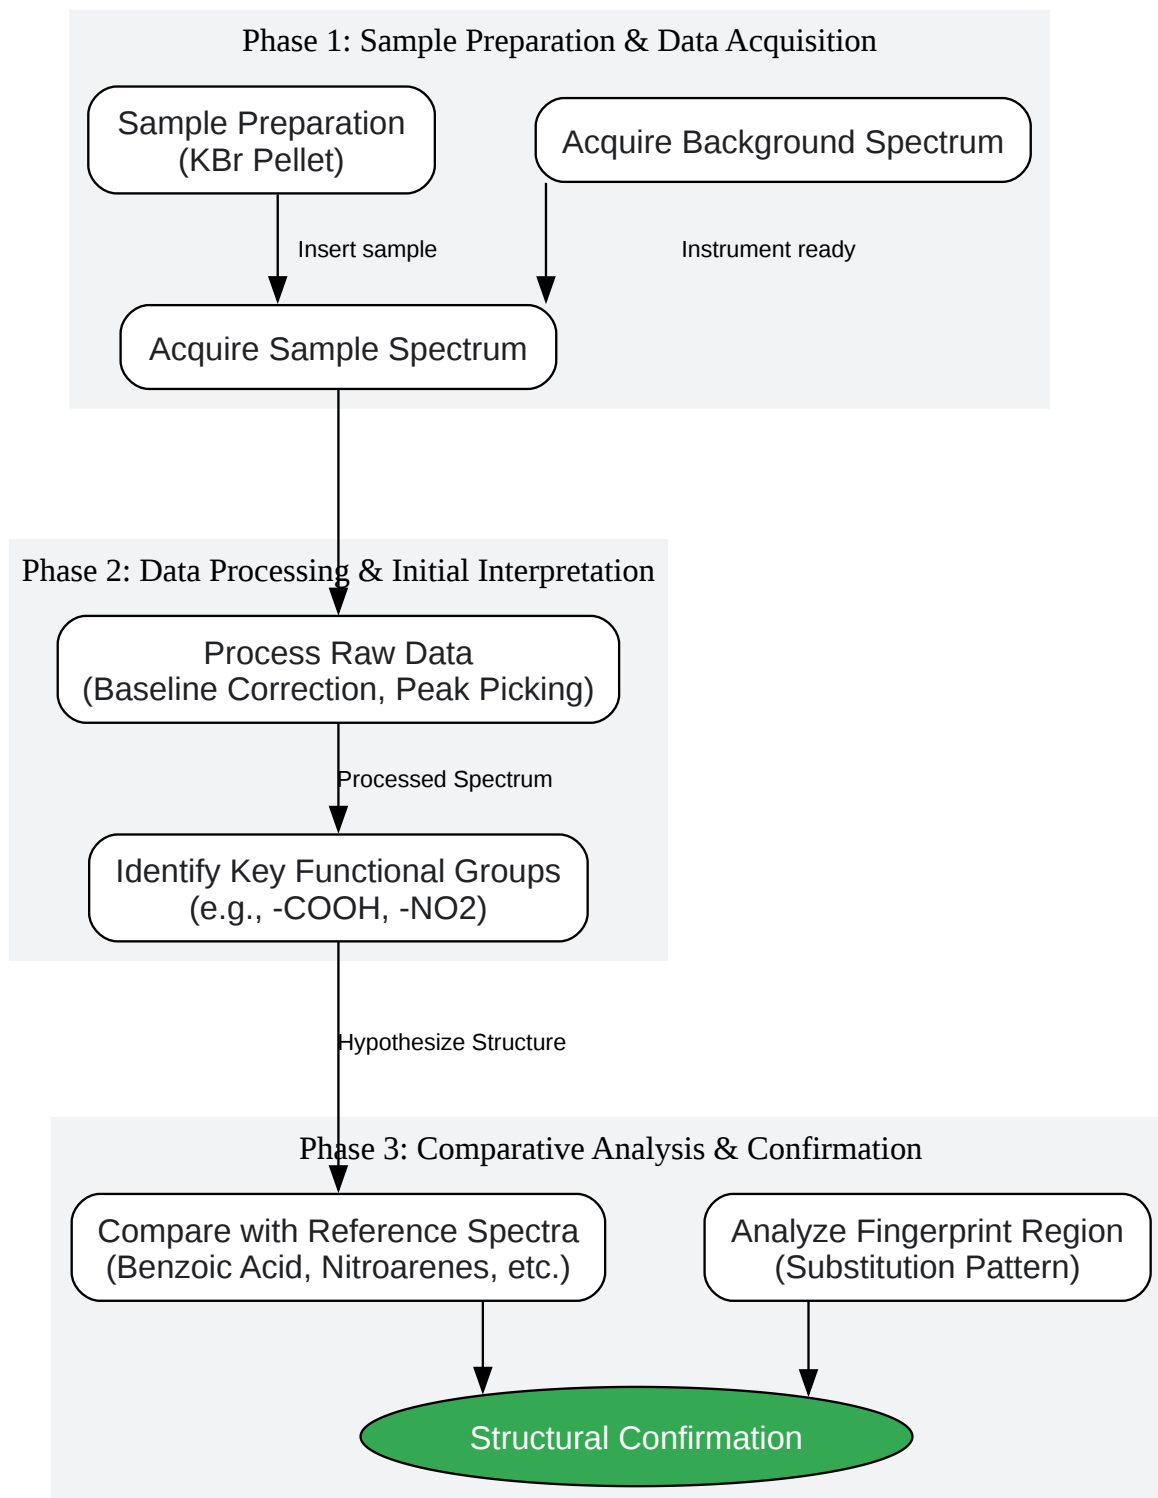 Phase 1: Sample Preparation & Data Acquisition
Sample Preparation
(KBr Pellet)
Acquire Background Spectrum
Insert sample
Instrument ready
Acquire Sample Spectrum
Phase 2: Data Processing & Initial Interpretation
Process Raw Data
(Baseline Correction, Peak Picking)
Processed Spectrum
Identify Key Functional Groups
(e.g., -COOH, -NO2)
Hypothesize Structure
Phase 3: Comparative Analysis & Confirmation
Compare with Reference Spectra
(Benzoic Acid, Nitroarenes, etc.)
Analyze Fingerprint Region
(Substitution Pattern)
Structural Confirmation